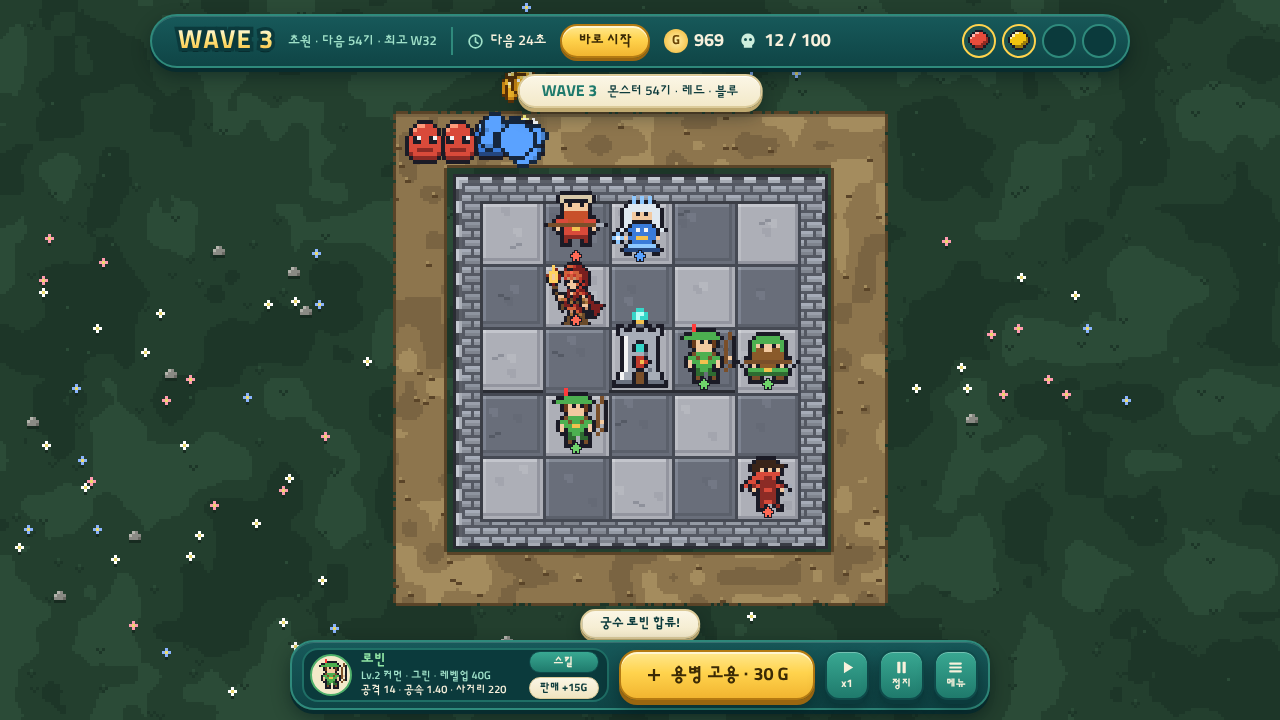 WAVE 3 초원 · 다음 54기 · 최고 W32 다음 24초 바로 시작 G 969 12 / 100
WAVE 3 몬스터 54기 · 레드 · 블루
궁수 로빈 합류!
로빈
Lv.2 커먼 · 그린 · 레벨업 40G
공격 14 · 공속 1.40 · 사거리 220
스킬
판매 +15G
+ 용병 고용 · 30 G
x1
정지
메뉴